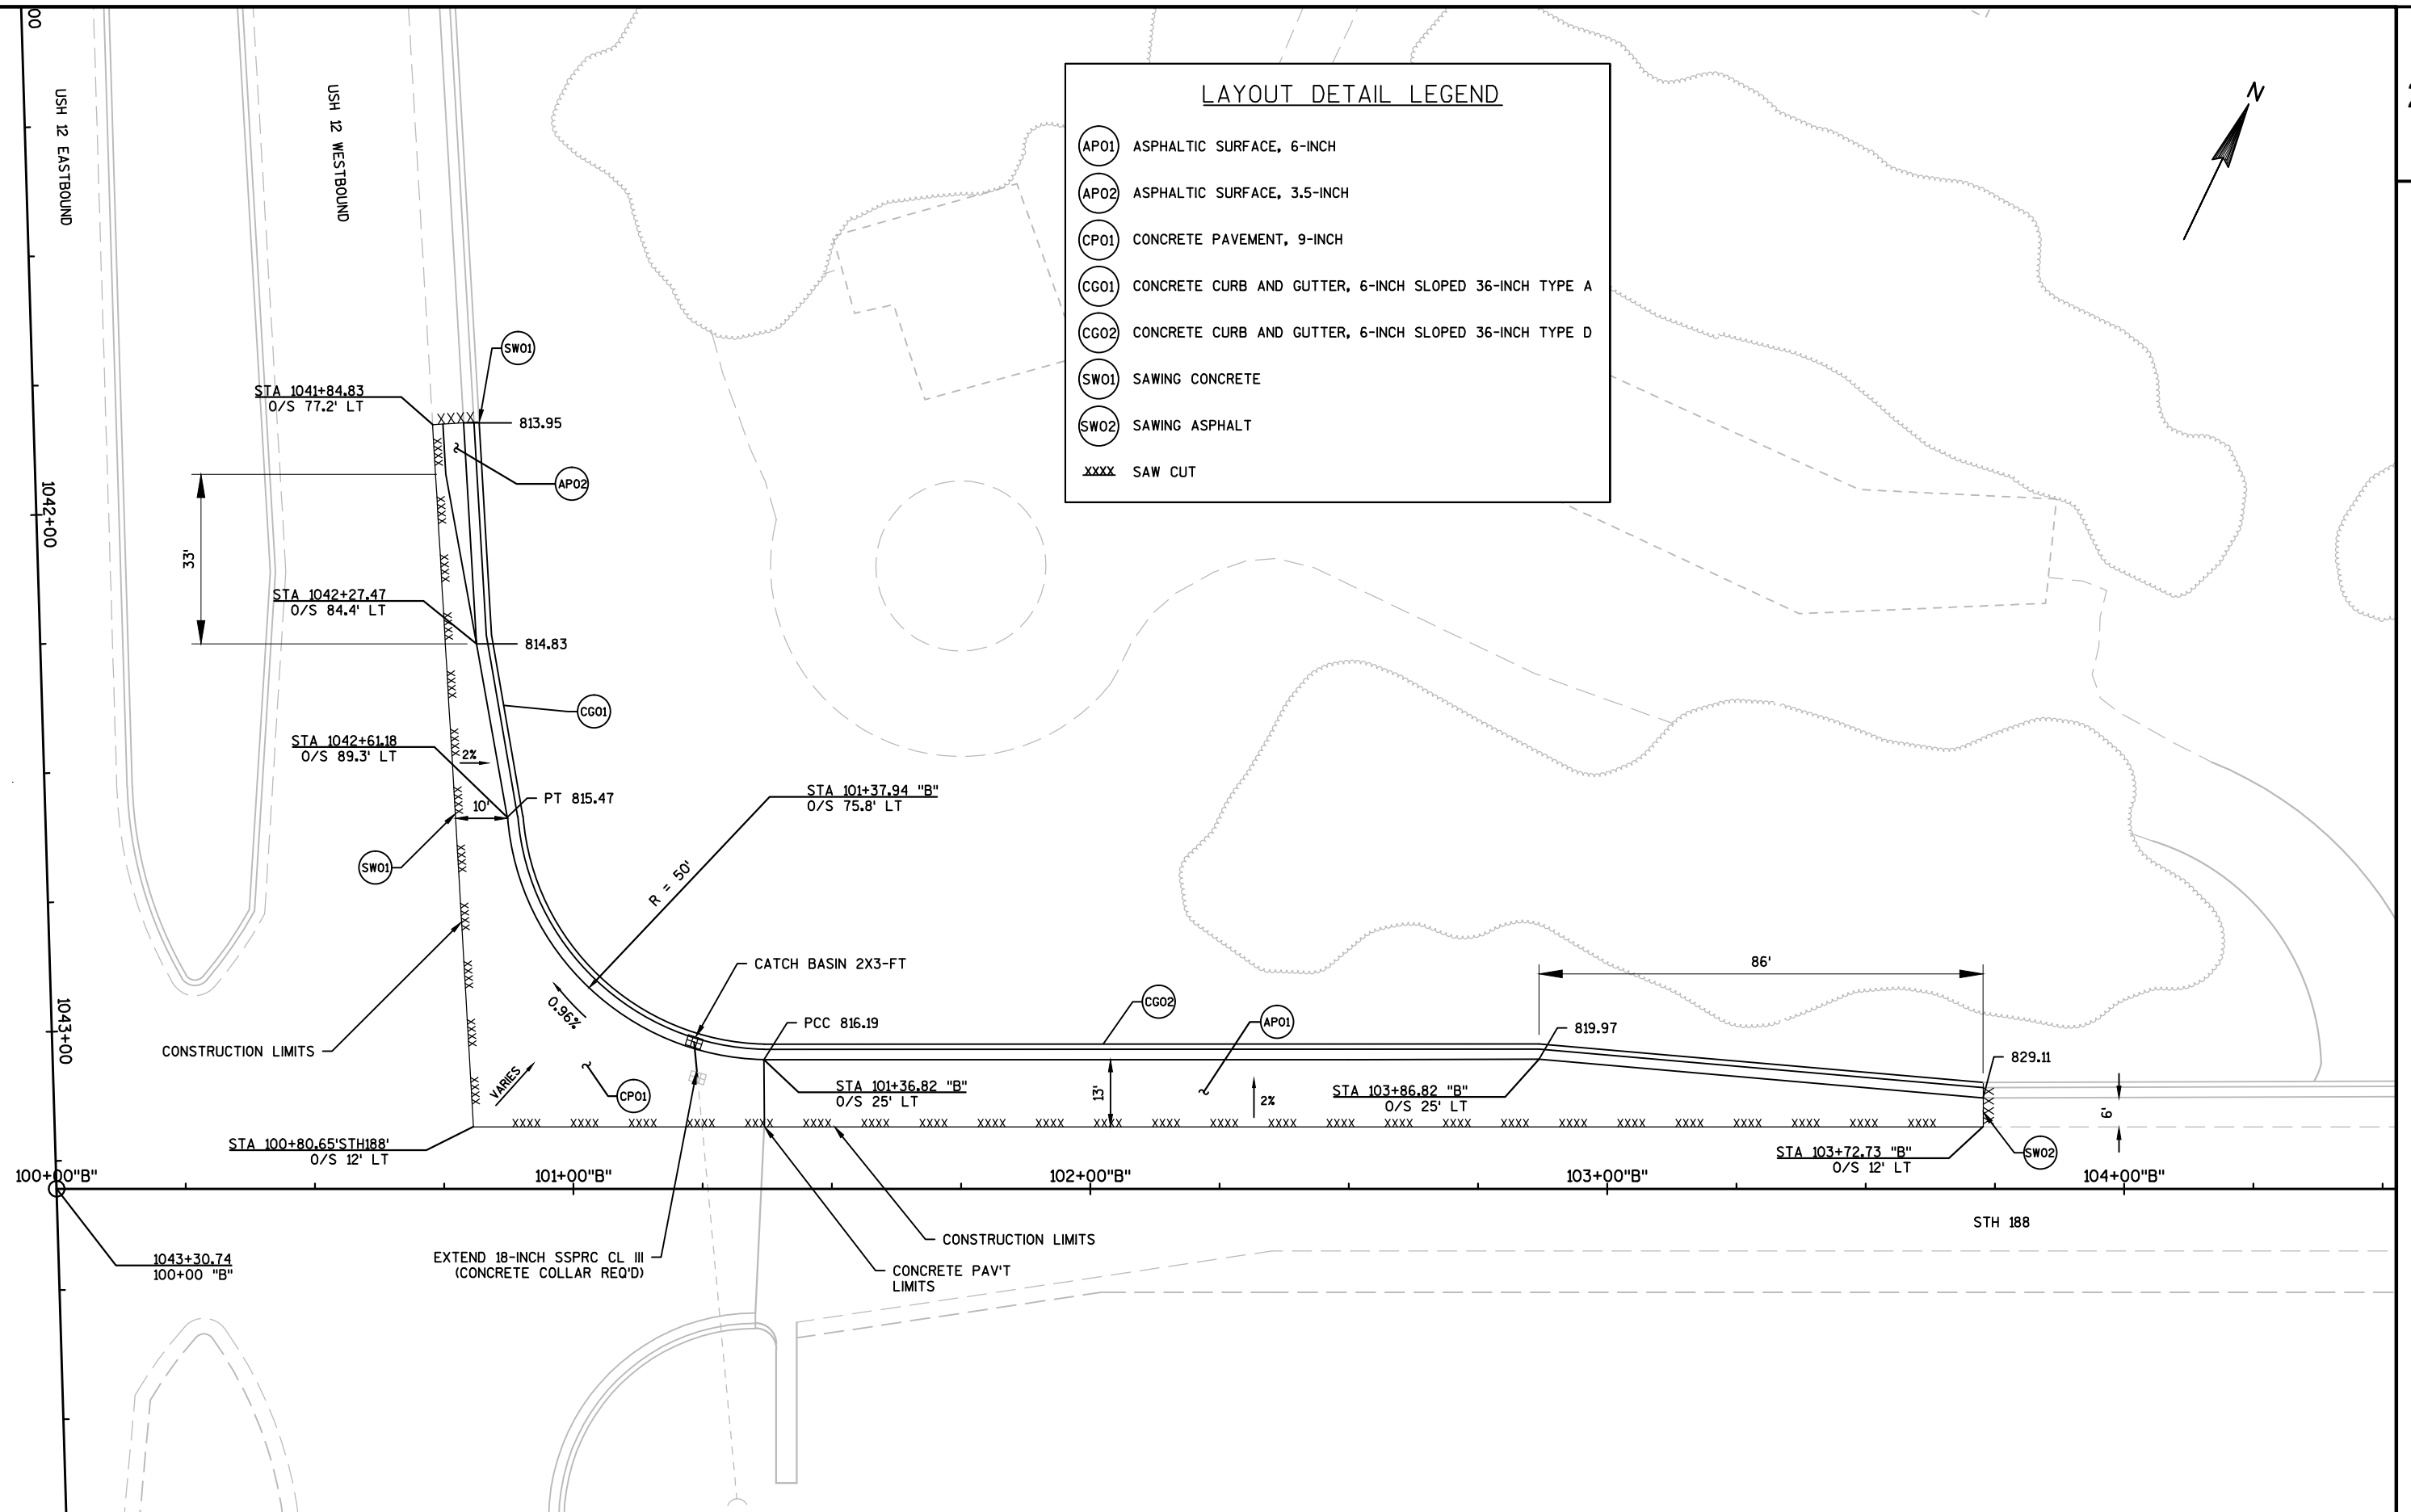 00
USH 12 EASTBOUND
USH 12 WESTBOUND
LAYOUT DETAIL LEGEND
AP01 ASPHALTIC SURFACE, 6-INCH
AP02 ASPHALTIC SURFACE, 3.5-INCH
CP01 CONCRETE PAVEMENT, 9-INCH
CG01 CONCRETE CURB AND GUTTER, 6-INCH SLOPED 36-INCH TYPE A
CG02 CONCRETE CURB AND GUTTER, 6-INCH SLOPED 36-INCH TYPE D
SW01 SAWING CONCRETE
SW02 SAWING ASPHALT
XXXX SAW CUT
N
SW01
STA 1041+84.83
O/S 77.2' LT
813.95
AP02
1042+00
33'
STA 1042+27.47
O/S 84.4' LT
814.83
CG01
STA 1042+61.18
O/S 89.3' LT
2%
10'
PT 815.47
STA 101+37.94 "B"
O/S 75.8' LT
SW01
R = 50'
CATCH BASIN 2X3-FT
86'
0.96%
CG02
AP01
PCC 816.19
819.97
1043+00
CONSTRUCTION LIMITS
829.11
VARIES
CP01
STA 101+36.82 "B"
O/S 25' LT
13'
2%
STA 103+86.82 "B"
O/S 25' LT
6'
STA 100+80.65'STH188'
O/S 12' LT
STA 103+72.73 "B"
O/S 12' LT
SW02
100+00"B"
101+00"B"
102+00"B"
103+00"B"
104+00"B"
STH 188
1043+30.74
100+00 "B"
EXTEND 18-INCH SSPRC CL III
(CONCRETE COLLAR REQ'D)
CONSTRUCTION LIMITS
CONCRETE PAV'T
LIMITS